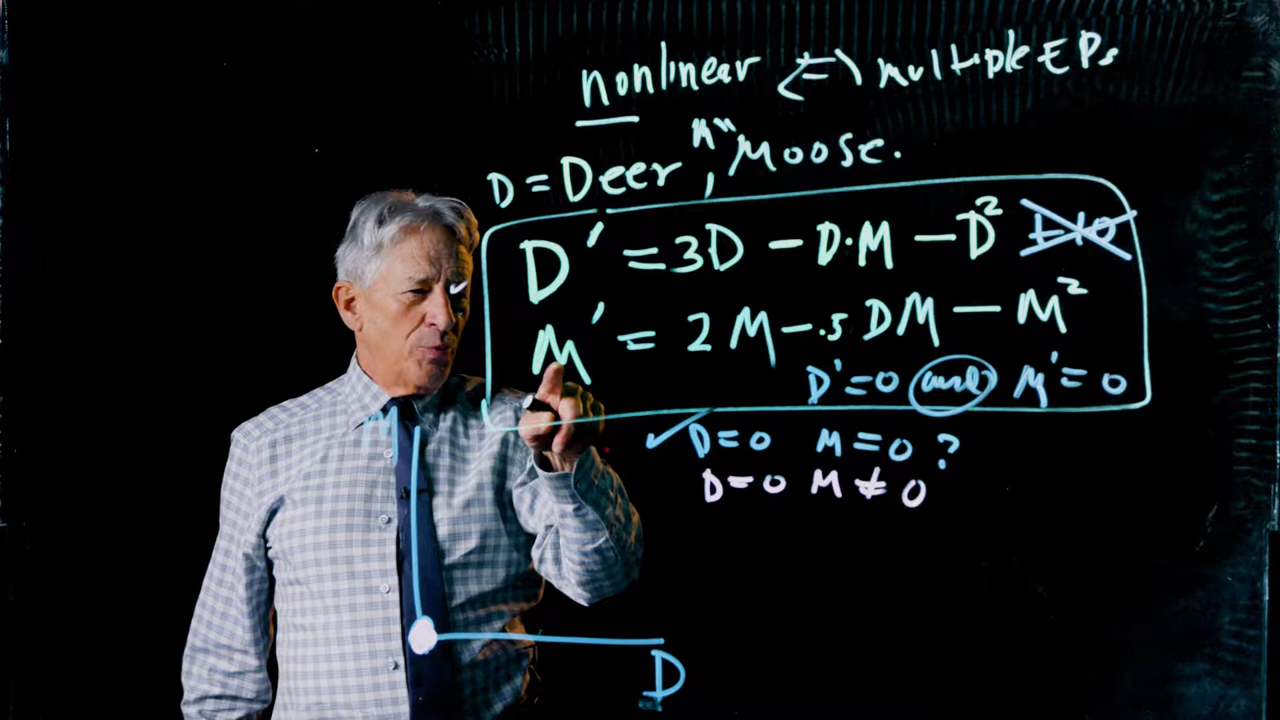 nonlinear <=> multiple EPs
D = Deer, "M" Moose.
D' = 3D - D·M - D²
M' = 2M - .5 DM - M²
D' = 0 and M' = 0
✓ D = 0 M = 0 ?
D = 0 M ≠ 0
M
D